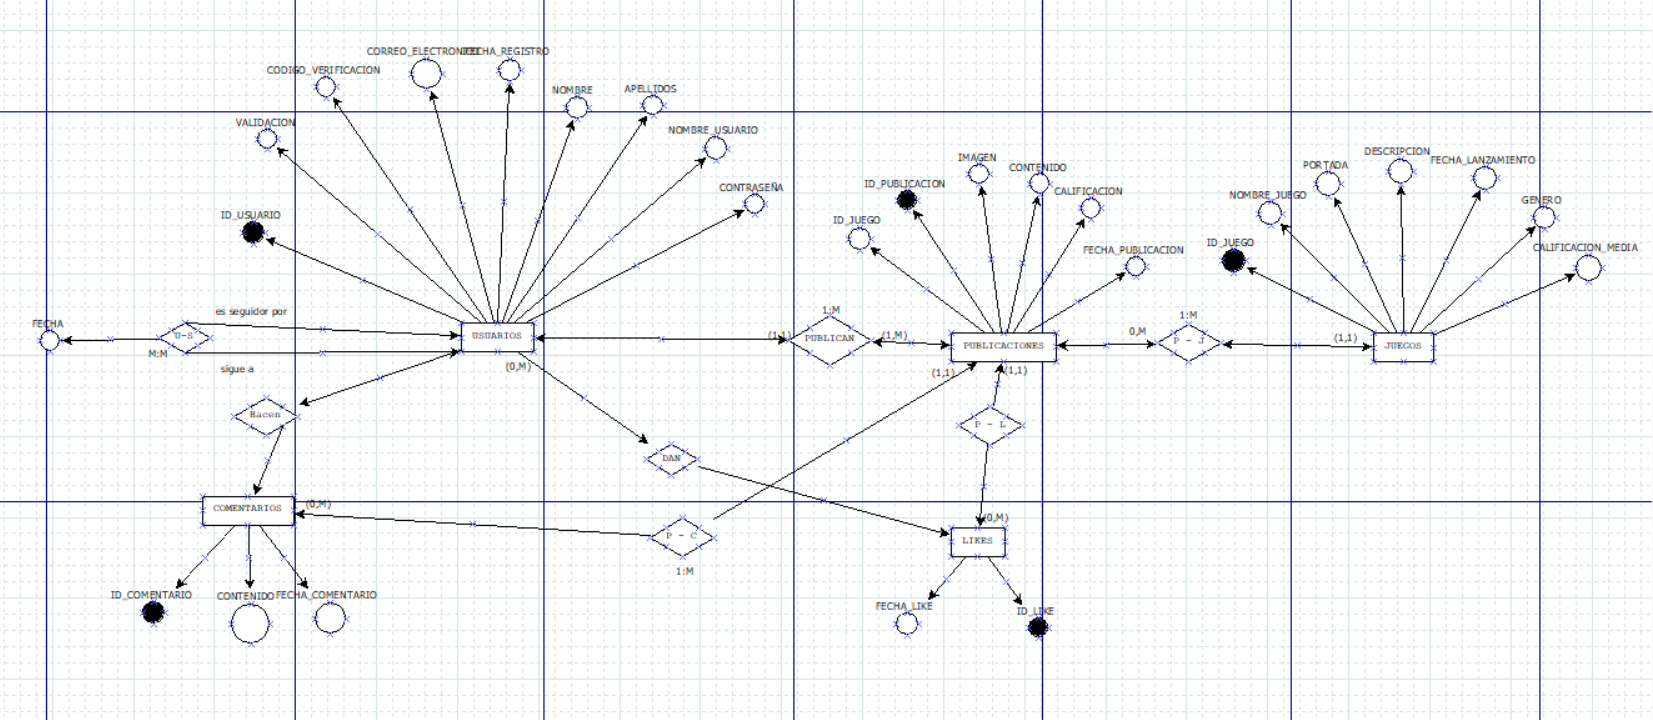 CORREO_ELECTRONICO
FECHA_REGISTRO
CODIGO_VERIFICACION
NOMBRE
APELLIDOS
VALIDACION
NOMBRE_USUARIO
CONTRASEÑA
ID_USUARIO
IMAGEN
CONTENIDO
ID_PUBLICACION
CALIFICACION
ID_JUEGO
FECHA_PUBLICACION
DESCRIPCION
PORTADA
FECHA_LANZAMIENTO
NOMBRE_JUEGO
GENERO
ID_JUEGO
CALIFICACION_MEDIA
es seguidor por
FECHA
U-S
M:M
sigue a
USUARIOS
(0,M)
(1,1)
1:M
PUBLICAN
(1,M)
PUBLICACIONES
(1,1)
(1,1)
0,M
1:M
P - J
(1,1)
JUEGOS
Hacen
P - L
DAN
COMENTARIOS
(0,M)
P - C
1:M
(0,M)
LIKES
ID_COMENTARIO
CONTENIDO
FECHA_COMENTARIO
FECHA_LIKE
ID_LIKE